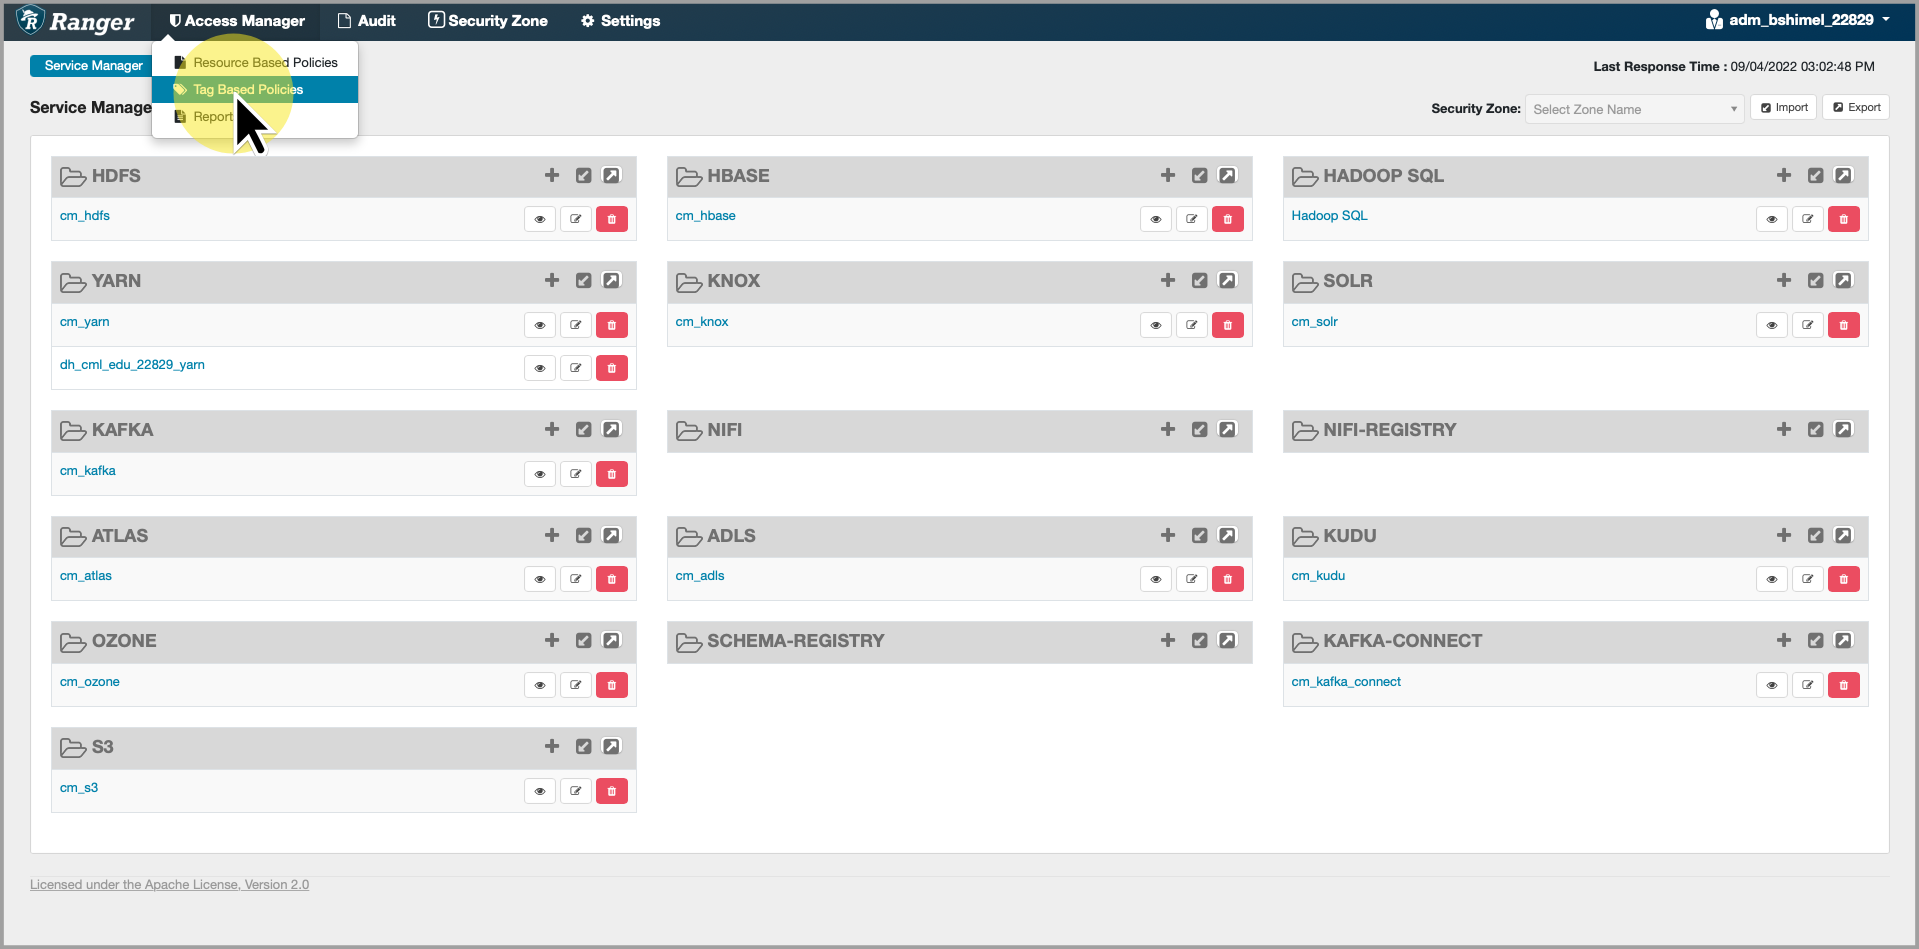 Ranger Access Manager Audit Security Zone Settings adm_bshimel_22829
Resource Based Policies
Service Manager
Tag Based Policies
Last Response Time : 09/04/2022 03:02:48 PM
Service Manage
Report
Security Zone: Select Zone Name Import Export
HDFS HBASE HADOOP SQL
cm_hdfs cm_hbase Hadoop SQL
YARN KNOX SOLR
cm_yarn cm_knox cm_solr
dh_cml_edu_22829_yarn
KAFKA NIFI NIFI-REGISTRY
cm_kafka
ATLAS ADLS KUDU
cm_atlas cm_adls cm_kudu
OZONE SCHEMA-REGISTRY KAFKA-CONNECT
cm_ozone cm_kafka_connect
S3
cm_s3
Licensed under the Apache License, Version 2.0